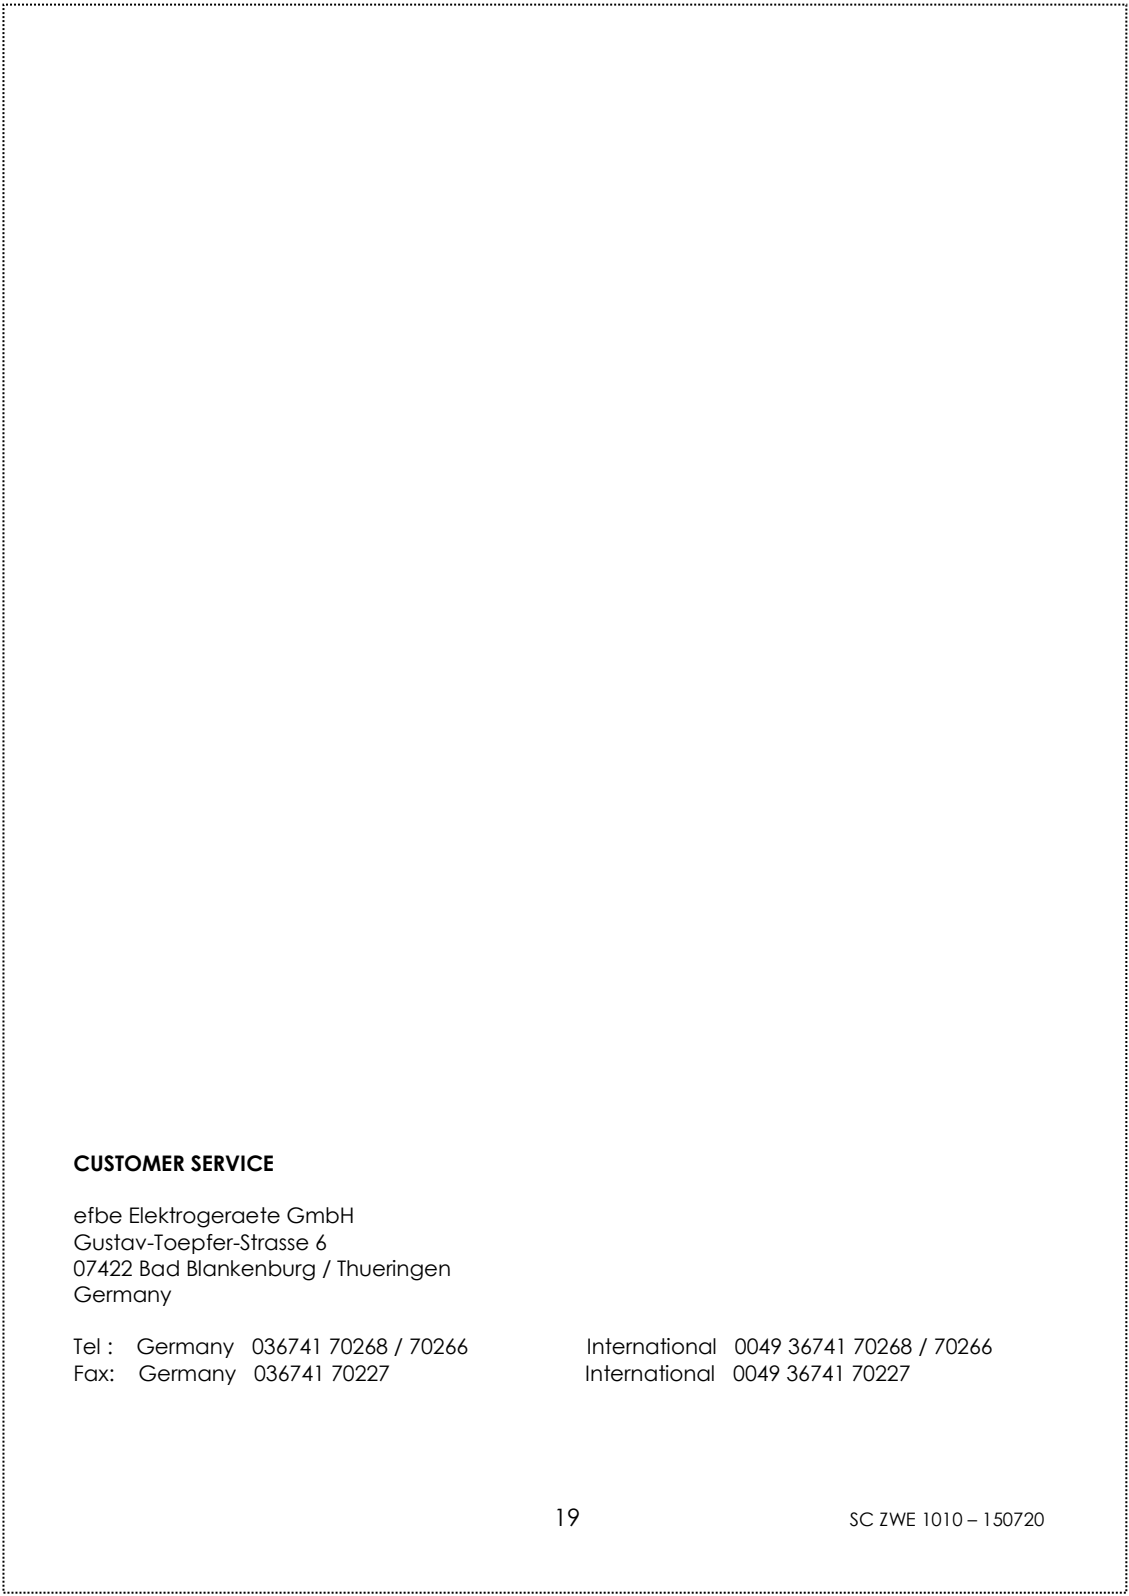 CUSTOMER SERVICE
efbe Elektrogeraete GmbH
Gustav-Toepfer-Strasse 6
07422 Bad Blankenburg / Thueringen
Germany
Tel : Germany 036741 70268 / 70266 International 0049 36741 70268 / 70266
Fax: Germany 036741 70227 International 0049 36741 70227
19 SC ZWE 1010 – 150720